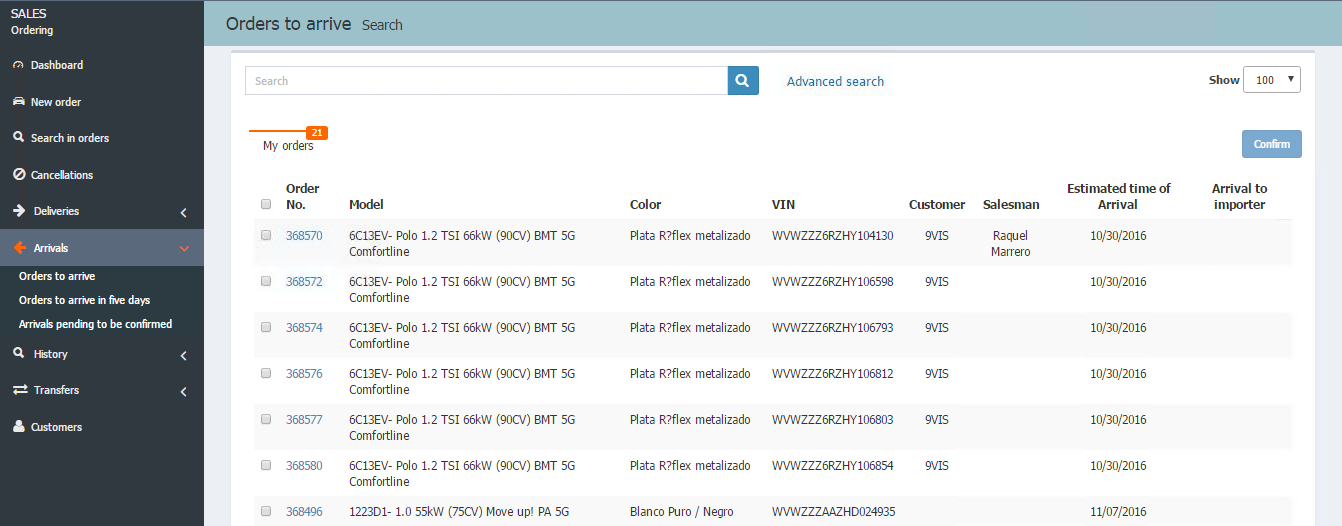 SALES
Ordering
Dashboard
New order
Search in orders
Cancellations
Deliveries
Arrivals
Orders to arrive
Orders to arrive in five days
Arrivals pending to be confirmed
History
Transfers
Customers
Orders to arrive Search
Search
Advanced search
Show 100
21
My orders
Confirm
Order No. Model Color VIN Customer Salesman Estimated time of Arrival Arrival to importer
368570 6C13EV- Polo 1.2 TSI 66kW (90CV) BMT 5G Plata R?flex metalizado WVWZZZ6RZHY104130 9VIS Raquel 10/30/2016
Comfortline Marrero
368572 6C13EV- Polo 1.2 TSI 66kW (90CV) BMT 5G Plata R?flex metalizado WVWZZZ6RZHY106598 9VIS 10/30/2016
Comfortline
368574 6C13EV- Polo 1.2 TSI 66kW (90CV) BMT 5G Plata R?flex metalizado WVWZZZ6RZHY106793 9VIS 10/30/2016
Comfortline
368576 6C13EV- Polo 1.2 TSI 66kW (90CV) BMT 5G Plata R?flex metalizado WVWZZZ6RZHY106812 9VIS 10/30/2016
Comfortline
368577 6C13EV- Polo 1.2 TSI 66kW (90CV) BMT 5G Plata R?flex metalizado WVWZZZ6RZHY106803 9VIS 10/30/2016
Comfortline
368580 6C13EV- Polo 1.2 TSI 66kW (90CV) BMT 5G Plata R?flex metalizado WVWZZZ6RZHY106854 9VIS 10/30/2016
Comfortline
368496 1223D1- 1.0 55kW (75CV) Move up! PA 5G Blanco Puro / Negro WVWZZZAAZHD024935 11/07/2016